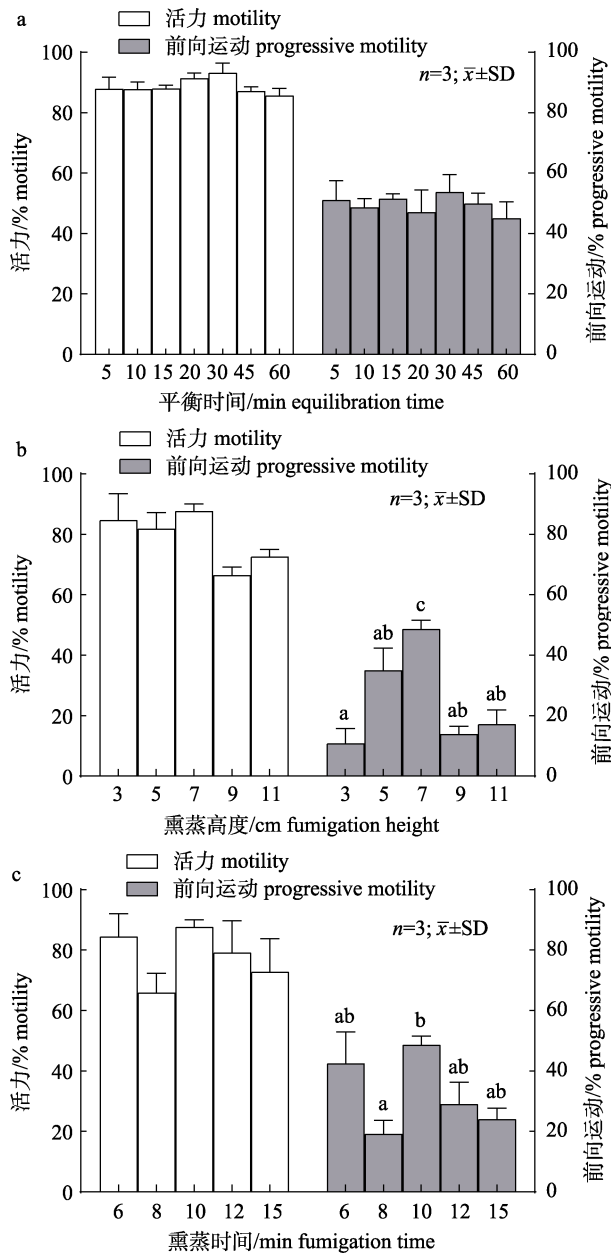 a
活力 motility
前向运动 progressive motility
n=3; x̅±SD
100
80
60
40
20
0
活力/% motility
100
80
60
40
20
0
前向运动/% progressive motility
5 10 15 20 30 45 60
5 10 15 20 30 45 60
平衡时间/min equilibration time
b
活力 motility
前向运动 progressive motility
n=3; x̅±SD
100
80
60
40
20
0
活力/% motility
a ab c ab ab
100
80
60
40
20
0
前向运动/% progressive motility
3 5 7 9 11
3 5 7 9 11
熏蒸高度/cm fumigation height
c
活力 motility
前向运动 progressive motility
n=3; x̅±SD
100
80
60
40
20
0
活力/% motility
ab a b ab ab
100
80
60
40
20
0
前向运动/% progressive motility
6 8 10 12 15
6 8 10 12 15
熏蒸时间/min fumigation time